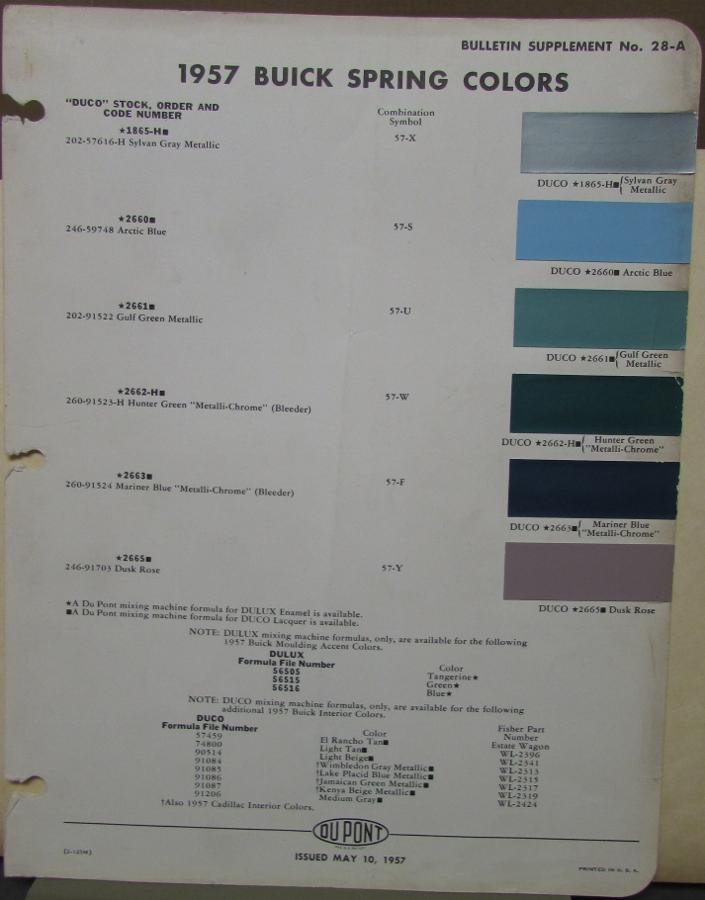 BULLETIN SUPPLEMENT No. 28-A
1957 BUICK SPRING COLORS
"DUCO" STOCK, ORDER AND
CODE NUMBER
Combination
Symbol
★1865-H■
202-57616-H Sylvan Gray Metallic
57-X
DUCO ★1865-H■{Sylvan Gray
Metallic
★2660■
246-59748 Arctic Blue
57-S
DUCO ★2660■ Arctic Blue
★2661■
202-91522 Gulf Green Metallic
57-U
DUCO ★2661■{Gulf Green
Metallic
★2662-H■
260-91523-H Hunter Green "Metalli-Chrome" (Bleeder)
57-W
DUCO ★2662-H■{ Hunter Green
"Metalli-Chrome"
★2663■
260-91524 Mariner Blue "Metalli-Chrome" (Bleeder)
57-F
DUCO ★2663■{ Mariner Blue
"Metalli-Chrome"
★2665■
246-91703 Dusk Rose
57-Y
DUCO ★2665■ Dusk Rose
★A Du Pont mixing machine formula for DULUX Enamel is available.
■A Du Pont mixing machine formula for DUCO Lacquer is available.
NOTE: DULUX mixing machine formulas, only, are available for the following
1957 Buick Moulding Accent Colors.
DULUX
Formula File Number
Color
56505
Tangerine★
56515
Green★
56516
Blue★
NOTE: DUCO mixing machine formulas, only, are available for the following
additional 1957 Buick Interior Colors.
DUCO
Formula File Number
Color
Fisher Part
Number
57459
El Rancho Tan■
Estate Wagon
74800
Light Tan■
WL-2396
90514
Light Beige■
WL-2341
91084
†Wimbledon Gray Metallic■
WL-2313
91085
†Lake Placid Blue Metallic■
WL-2315
91086
†Jamaican Green Metallic■
WL-2317
91087
†Kenya Beige Metallic■
WL-2319
91206
Medium Gray■
WL-2424
†Also 1957 Cadillac Interior Colors.
DU PONT
ISSUED MAY 10, 1957
PRINTED IN U. S. A.